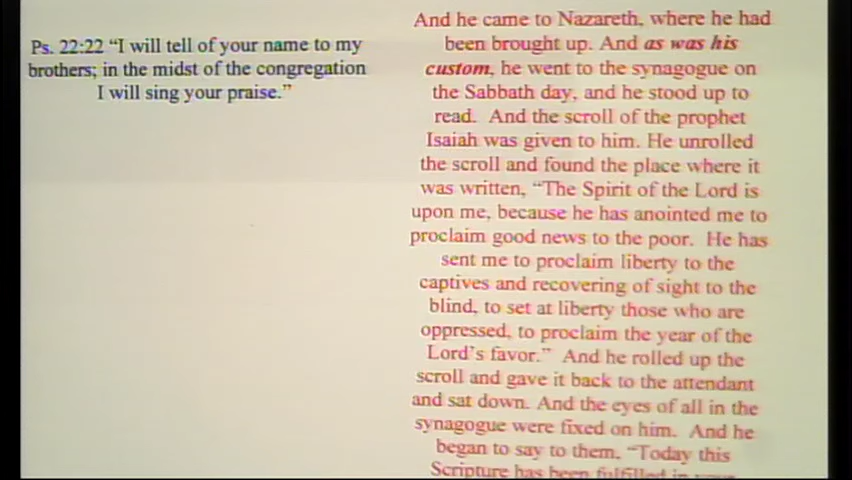 Ps. 22:22 “I will tell of your name to my
brothers; in the midst of the congregation
I will sing your praise.”
And he came to Nazareth, where he had
been brought up. And as was his
custom, he went to the synagogue on
the Sabbath day, and he stood up to
read. And the scroll of the prophet
Isaiah was given to him. He unrolled
the scroll and found the place where it
was written, “The Spirit of the Lord is
upon me, because he has anointed me to
proclaim good news to the poor. He has
sent me to proclaim liberty to the
captives and recovering of sight to the
blind, to set at liberty those who are
oppressed, to proclaim the year of the
Lord’s favor.” And he rolled up the
scroll and gave it back to the attendant
and sat down. And the eyes of all in the
synagogue were fixed on him. And he
began to say to them, “Today this
Scripture has been fulfilled in your